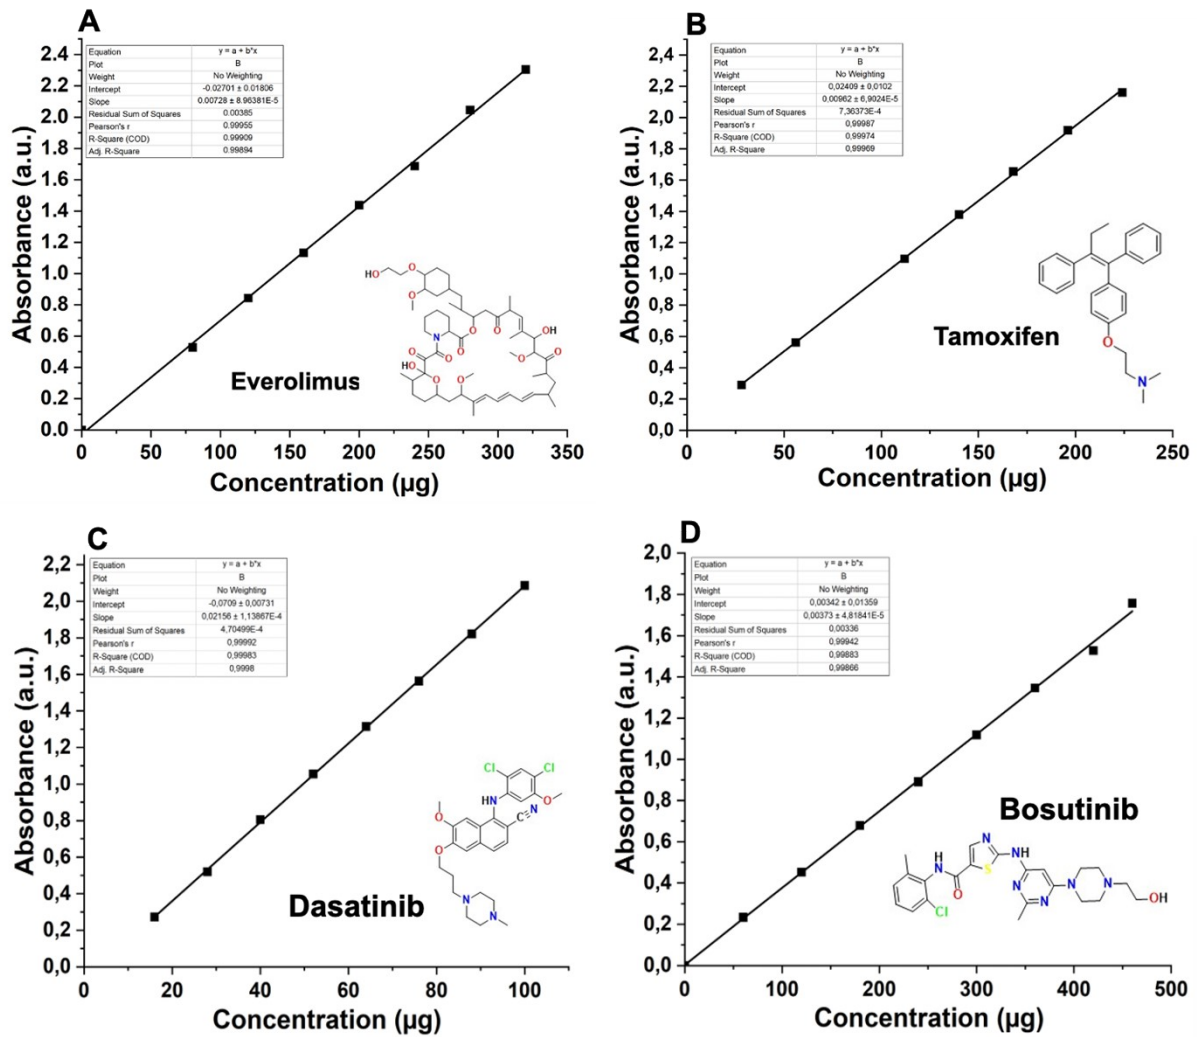 A
Equation y = a + b*x
Plot B
Weight No Weighting
Intercept -0.02701 ± 0.01806
Slope 0.00728 ± 8.96381E-5
Residual Sum of Squares 0.00385
Pearson's r 0.99955
R-Square (COD) 0.99909
Adj. R-Square 0.99894
Absorbance (a.u.)
2.4
2.2
2.0
1.8
1.6
1.4
1.2
1.0
0.8
0.6
0.4
0.2
0.0
HO O O N O O O O OH O O O O HO O O
Everolimus
0 50 100 150 200 250 300 350
Concentration (µg)
B
Equation y = a + b*x
Plot B
Weight No Weighting
Intercept 0,02409 ± 0,0102
Slope 0,00962 ± 6,9024E-5
Residual Sum of Squares 7,36373E-4
Pearson's r 0,99987
R-Square (COD) 0,99974
Adj. R-Square 0,99969
Absorbance (a.u.)
2,4
2,2
2,0
1,8
1,6
1,4
1,2
1,0
0,8
0,6
0,4
0,2
0,0
Tamoxifen
O
N
0 50 100 150 200 250
Concentration (µg)
C
Equation y = a + b*x
Plot B
Weight No Weighting
Intercept -0,0709 ± 0,00731
Slope 0,02156 ± 1,13867E-4
Residual Sum of Squares 4,70499E-4
Pearson's r 0,99992
R-Square (COD) 0,99983
Adj. R-Square 0,9998
Absorbance (a.u.)
2,2
2,0
1,8
1,6
1,4
1,2
1,0
0,8
0,6
0,4
0,2
0,0
Cl Cl
HN O
O C N
O
N
N
Dasatinib
0 20 40 60 80 100
Concentration (µg)
D
Equation y = a + b*x
Plot B
Weight No Weighting
Intercept 0,00342 ± 0,01359
Slope 0,00373 ± 4,81841E-5
Residual Sum of Squares 0,00336
Pearson's r 0,99942
R-Square (COD) 0,99883
Adj. R-Square 0,99866
Absorbance (a.u.)
2,0
1,8
1,6
1,4
1,2
1,0
0,8
0,6
0,4
0,2
0,0
Bosutinib
N NH
H N S
O N N N N OH
Cl N
0 100 200 300 400 500
Concentration (µg)